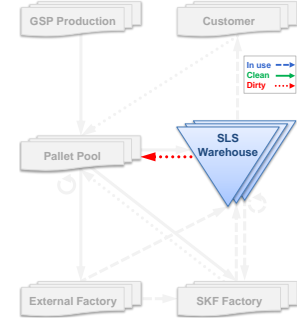 GSP Production
Customer
In use
Clean
Dirty
SLS
Warehouse
Pallet Pool
External Factory
SKF Factory